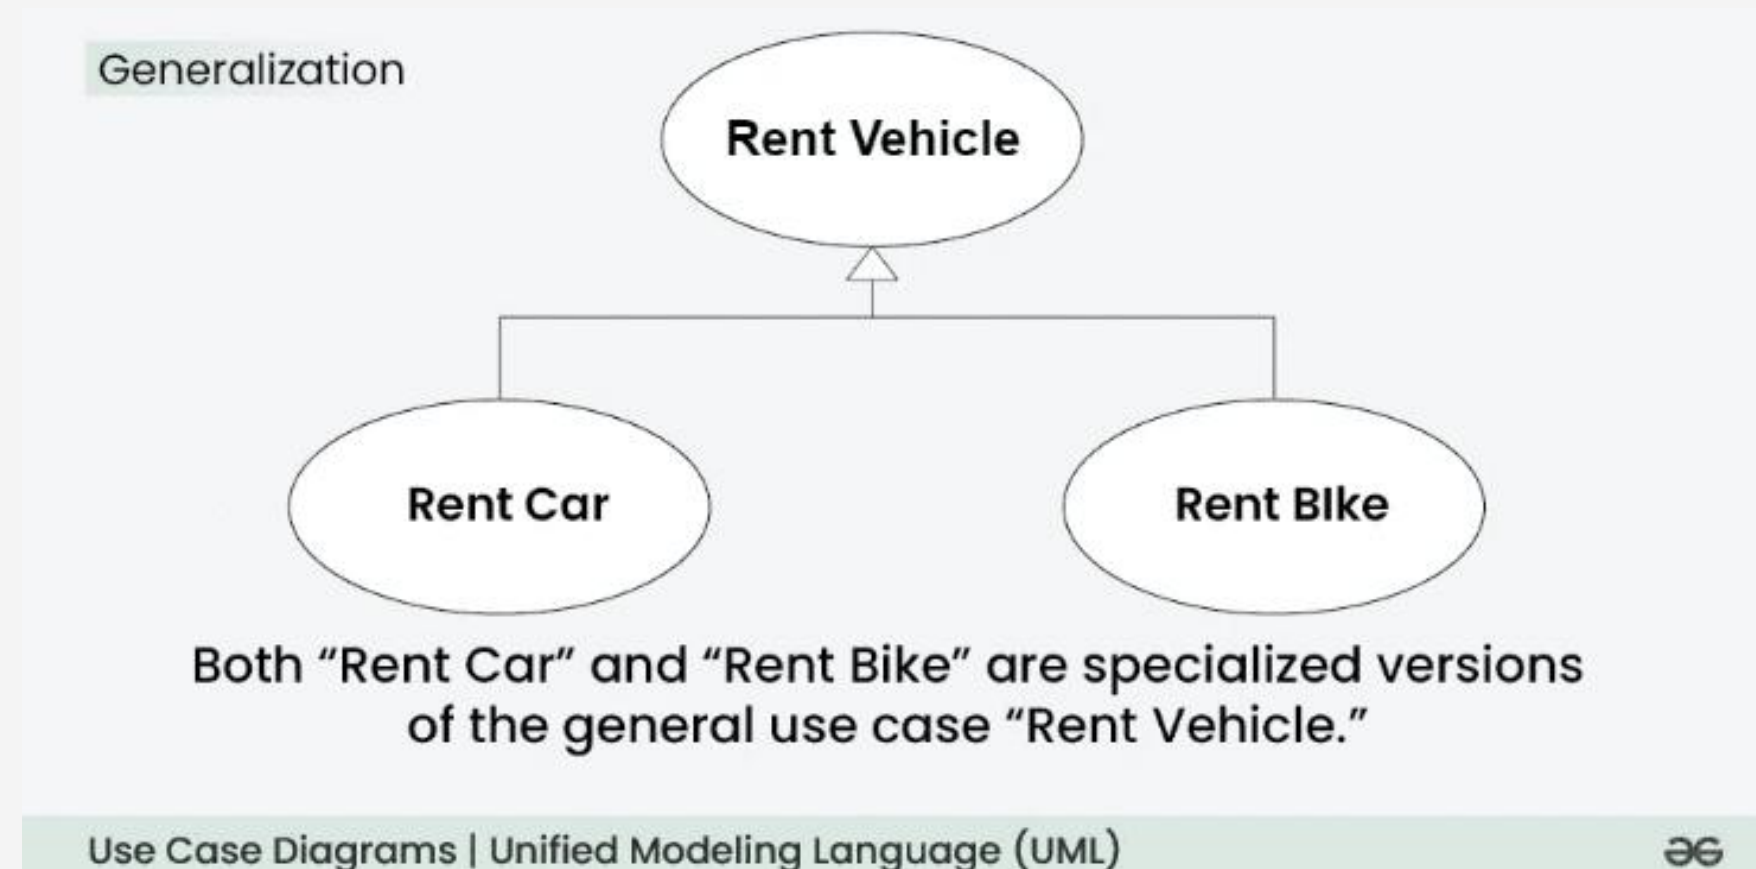 Generalization
Rent Vehicle
Rent Car
Rent BIke
Both “Rent Car” and “Rent Bike” are specialized versions
of the general use case “Rent Vehicle.”
Use Case Diagrams | Unified Modeling Language (UML)